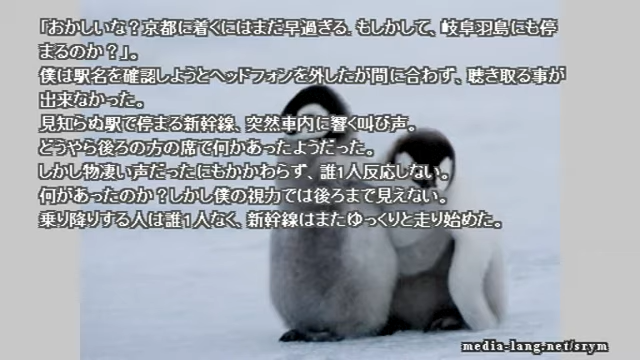 「おかしいな？京都に着くにはまだ早過ぎる．もしかして、岐阜羽島にも停
まるのか？」。
僕は駅名を確認しようとヘッドフォンを外したが間に合わず、聴き取る事が
出来なかった。
見知らぬ駅で停まる新幹線、突然車内に響く叫び声。
どうやら後ろの方の席で何かあったようだった。
しかし物凄い声だったにもかかわらず、誰1人反応しない。
何があったのか？しかし僕の視力では後ろまで見えない。
乗り降りする人は誰1人なく、新幹線はまたゆっくりと走り始めた。
media-lang.net/srym